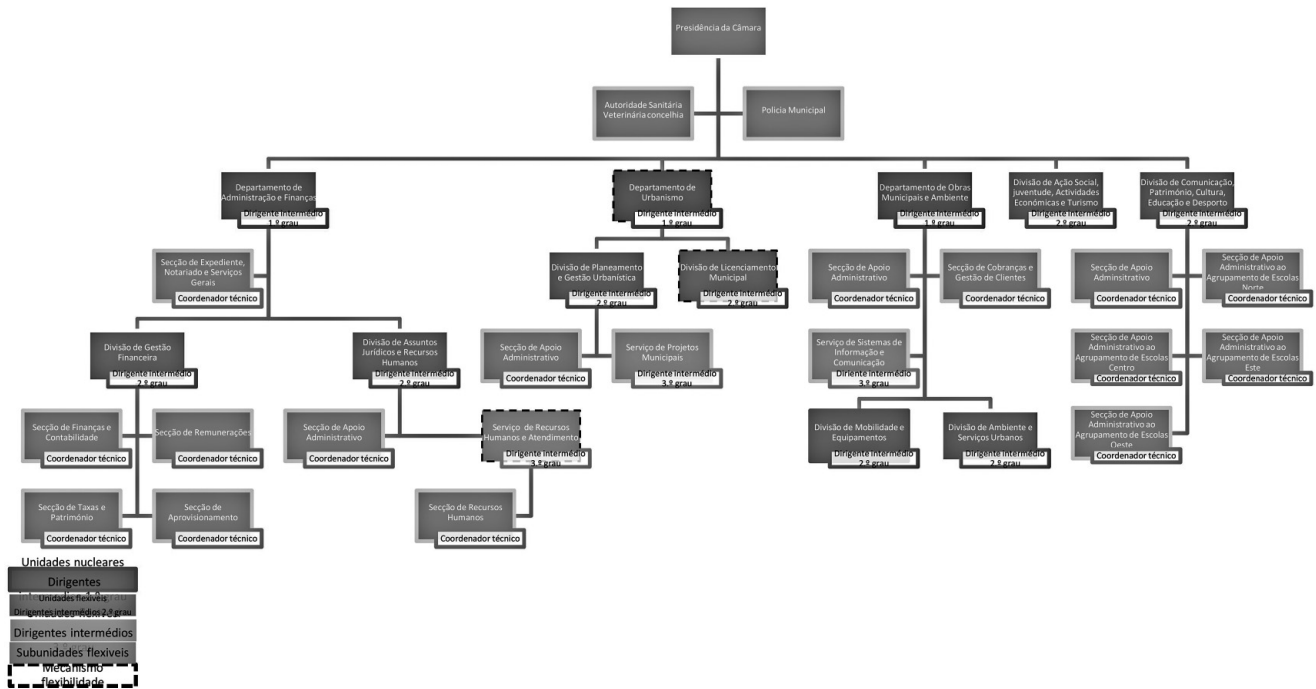 Presidência da Câmara
Autoridade Sanitária
Veterinária concelhia
Polícia Municipal
Departamento de
Administração e Finanças
Dirigente Intermédio
1.º grau
Departamento de
Urbanismo
Dirigente Intermédio
1.º grau
Departamento de Obras
Municipais e Ambiente
Dirigente Intermédio
1.º grau
Divisão de Ação Social,
juventude, Actividades
Económicas e Turismo
Dirigente Intermédio
2.º grau
Divisão de Comunicação,
Património, Cultura,
Educação e Desporto
Dirigente Intermédio
2.º grau
Secção de Expediente,
Notariado e Serviços
Gerais
Coordenador técnico
Divisão de Planeamento
e Gestão Urbanística
Dirigente Intermédio
2.º grau
Divisão de Licenciamento
Municipal
Dirigente Intermédio
2.º grau
Secção de Apoio
Administrativo
Coordenador técnico
Secção de Cobranças e
Gestão de Clientes
Coordenador técnico
Secção de Apoio
Adminsitrativo
Coordenador técnico
Secção de Apoio
Administrativo ao
Agrupamento de Escolas
Norte
Coordenador técnico
Divisão de Gestão
Financeira
Dirigente Intermédio
2.º grau
Divisão de Assuntos
Jurídicos e Recursos
Humanos
Dirigente Intermédio
2.º grau
Secção de Apoio
Administrativo
Coordenador técnico
Serviço de Projetos
Municipais
Dirigente Intermédio
3.º grau
Serviço de Sistemas de
Informação e
Comunicação
Diriente Intermédio
3.º grau
Secção de Apoio
Administrativo ao
Agrupamento de Escolas
Centro
Coordenador técnico
Secção de Apoio
Administrativo ao
Agrupamento de Escolas
Este
Coordenador técnico
Secção de Finanças e
Contabilidade
Coordenador técnico
Secção de Remunerações
Coordenador técnico
Secção de Apoio
Administrativo
Coordenador técnico
Serviço de Recursos
Humanos e Atendimento
Dirigente Intermédio
3.º grau
Divisão de Mobilidade e
Equipamentos
Dirigente Intermédio
2.º grau
Divisão de Ambiente e
Serviços Urbanos
Dirigente Intermédio
2.º grau
Secção de Apoio
Administrativo ao
Agrupamento de Escolas
Oeste
Coordenador técnico
Secção de Taxas e
Património
Coordenador técnico
Secção de
Aprovisionamento
Coordenador técnico
Secção de Recursos
Humanos
Coordenador técnico
Unidades nucleares
Dirigentes
Unidades flexíveis
Dirigentes intermédios 2.º grau
Dirigentes intermédios
Subunidades flexiveis
Mecanismo
flexibilidade